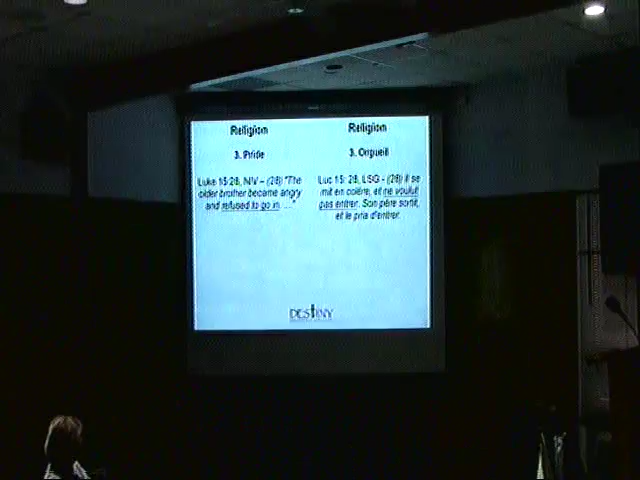 Religion
3. Pride
Luke 15:28, NIV – (28) "The
older brother became angry
and refused to go in. ..."
Religion
3. Orgueil
Luc 15: 28, LSG - (28) Il se
mit en colère, et ne voulut
pas entrer. Son père sortit,
et le pria d'entrer.
DESTINY